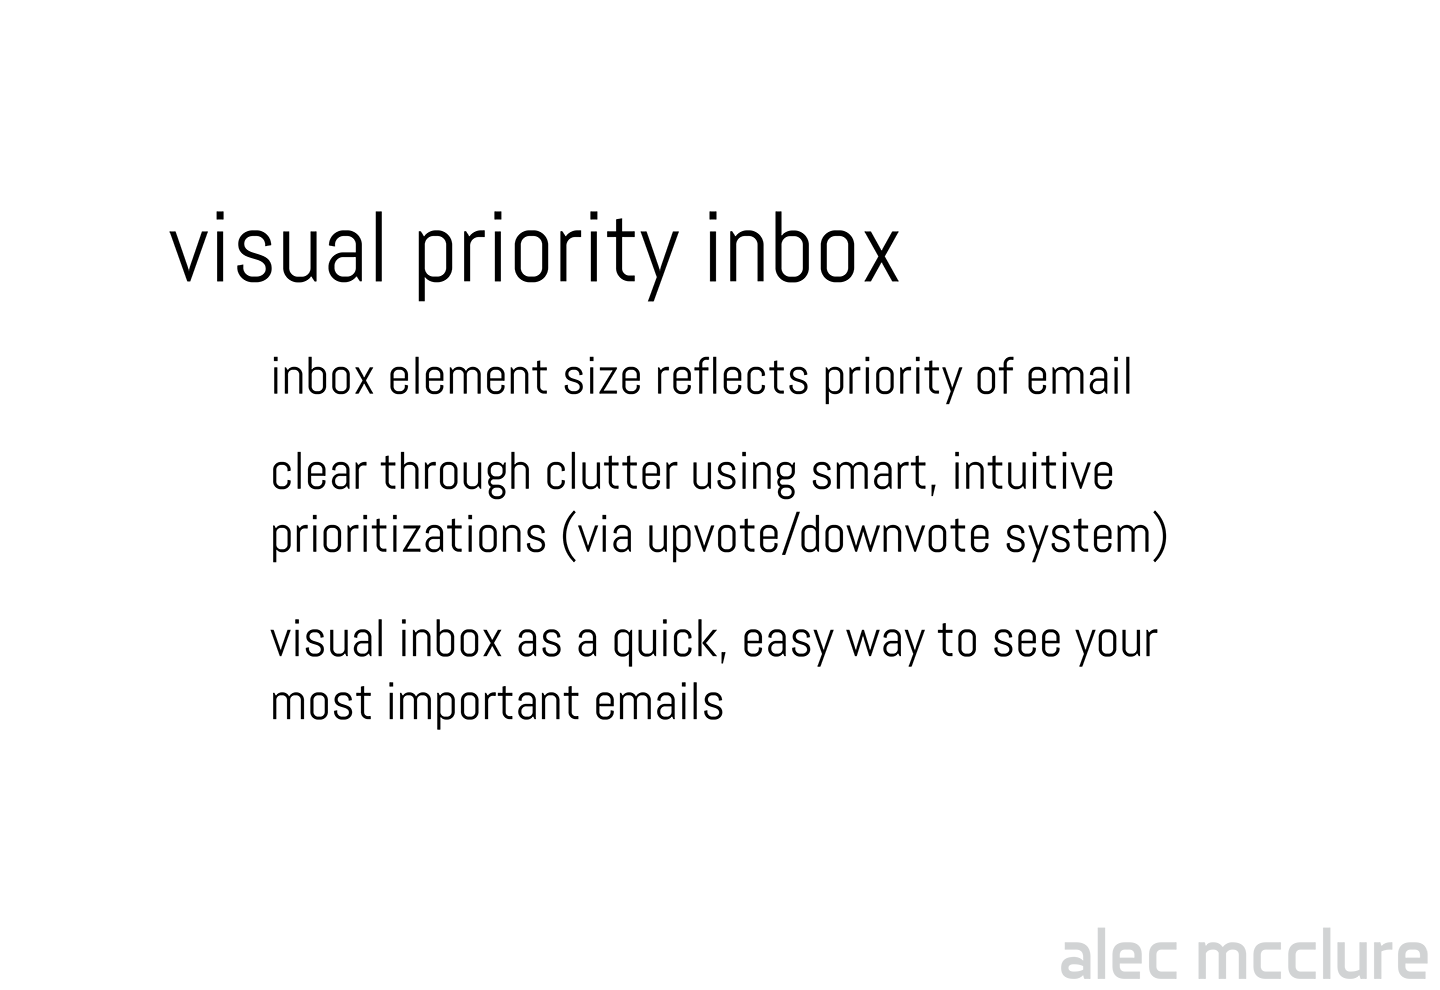 visual priority inbox
inbox element size reflects priority of email
clear through clutter using smart, intuitive
prioritizations (via upvote/downvote system)
visual inbox as a quick, easy way to see your
most important emails
alec mcclure